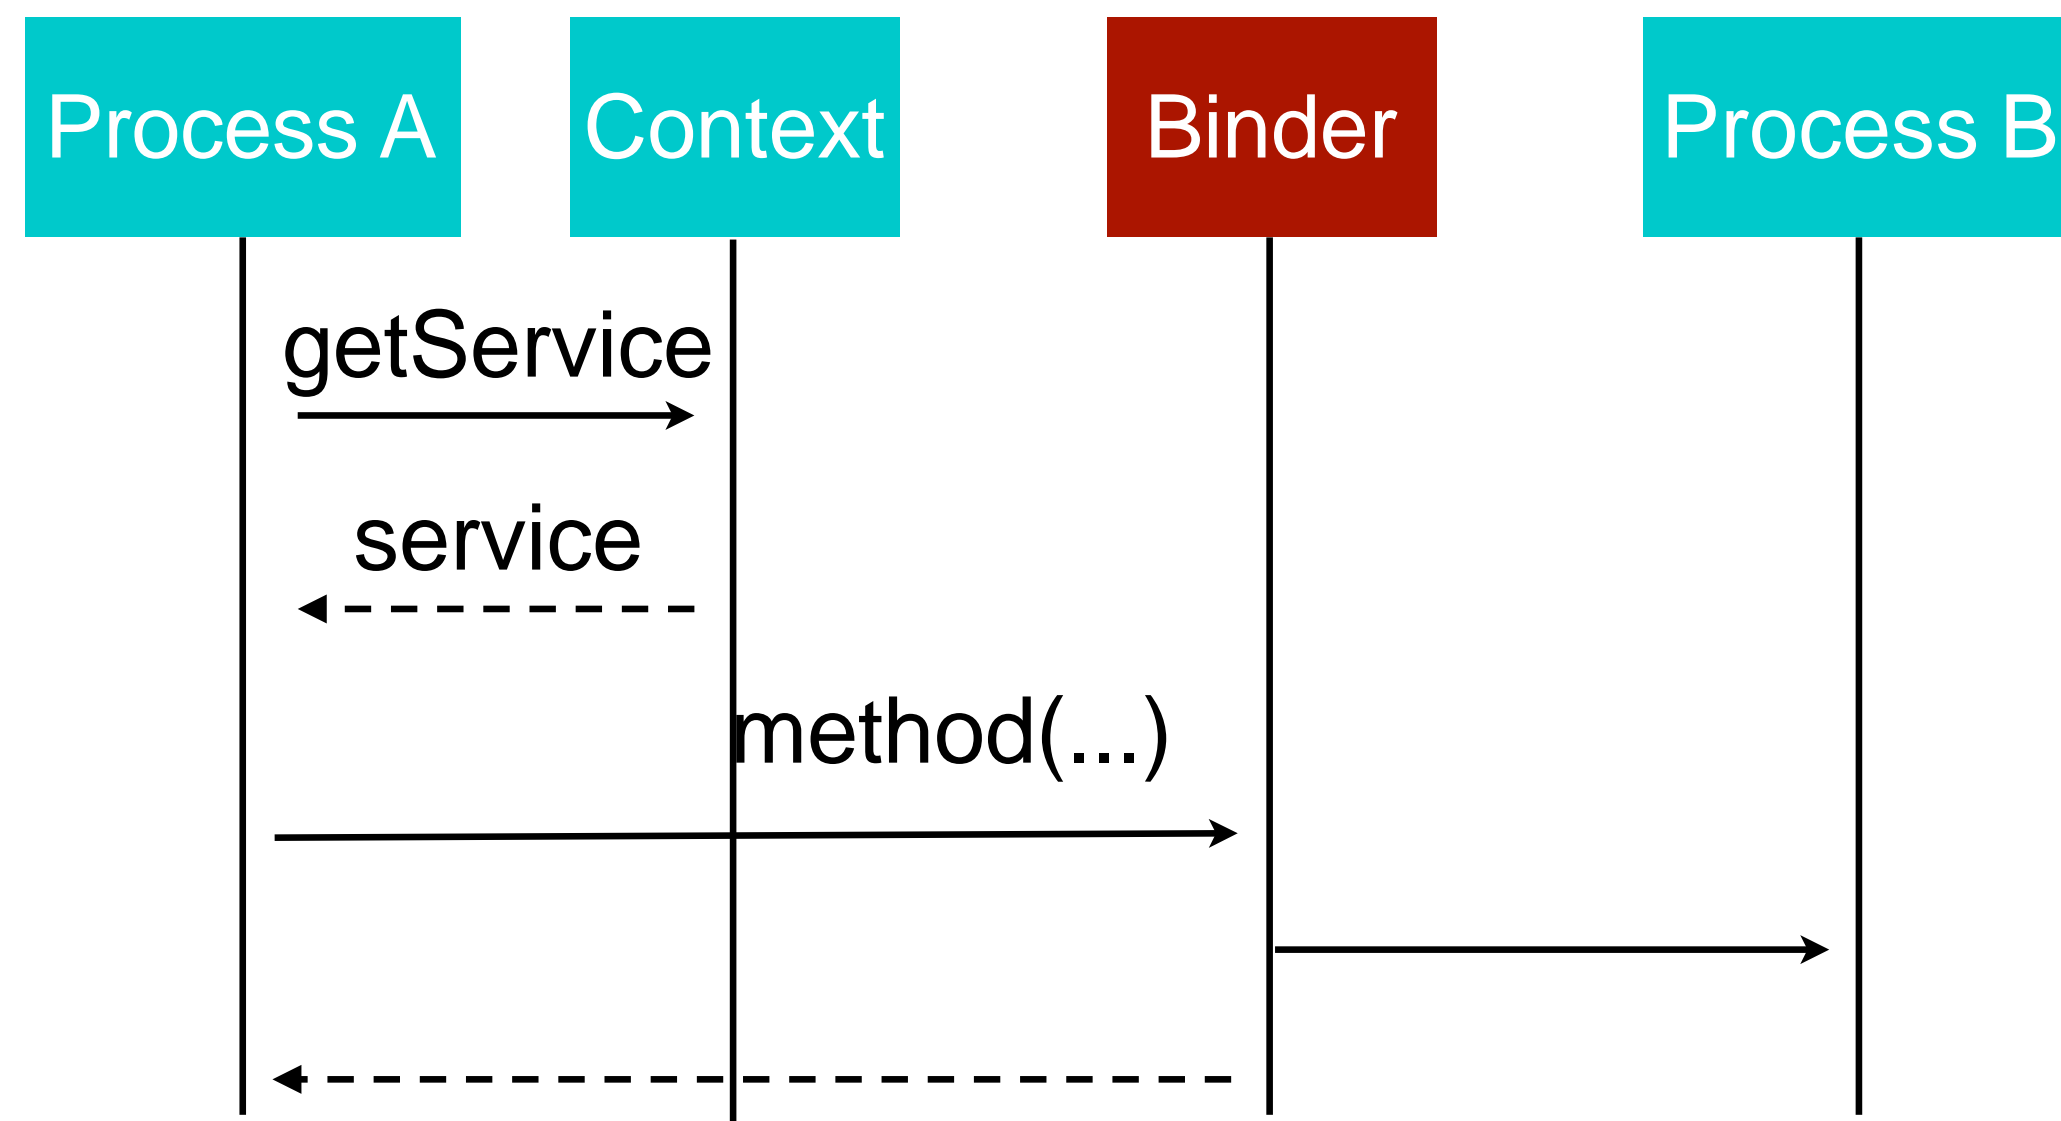 Process A
Context
Binder
Process B
getService
service
method(...)